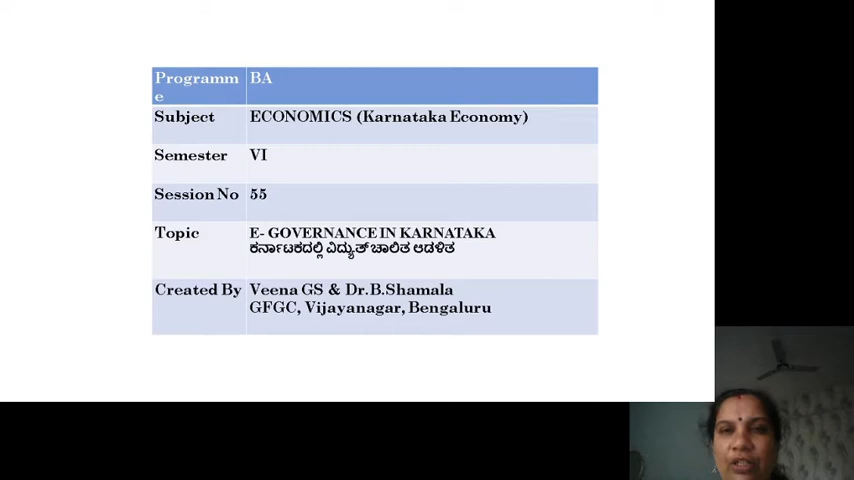 Programm BA
e
Subject ECONOMICS (Karnataka Economy)
Semester VI
Session No 55
Topic E- GOVERNANCE IN KARNATAKA
ಕರ್ನಾಟಕದಲ್ಲಿ ವಿದ್ಯುತ್ ಚಾಲಿತ ಆಡಳಿತ
Created By Veena GS & Dr.B.Shamala
GFGC, Vijayanagar, Bengaluru